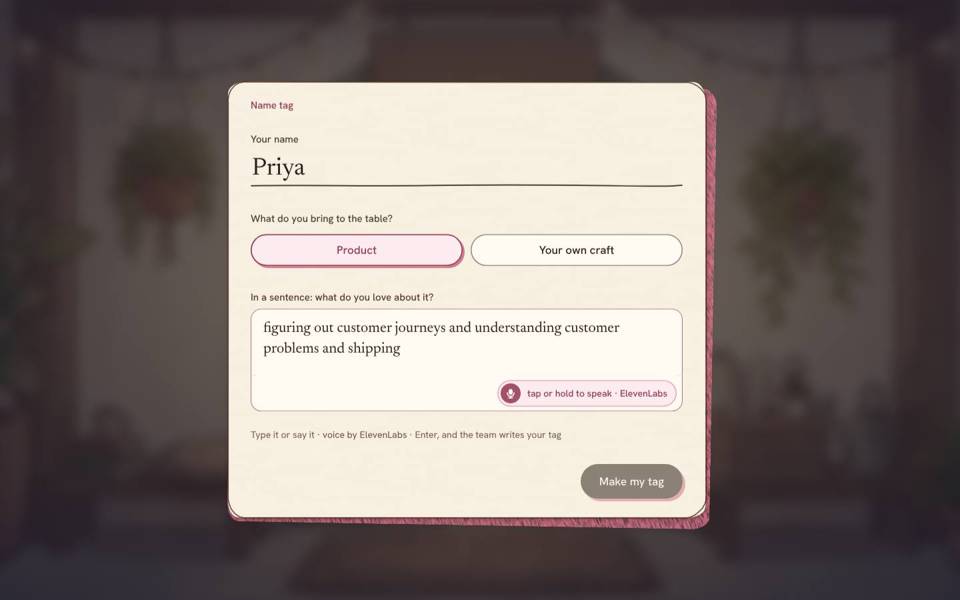 Name tag
Your name
Priya
What do you bring to the table?
Product
Your own craft
In a sentence: what do you love about it?
figuring out customer journeys and understanding customer
problems and shipping
tap or hold to speak · ElevenLabs
Type it or say it · voice by ElevenLabs · Enter, and the team writes your tag
Make my tag